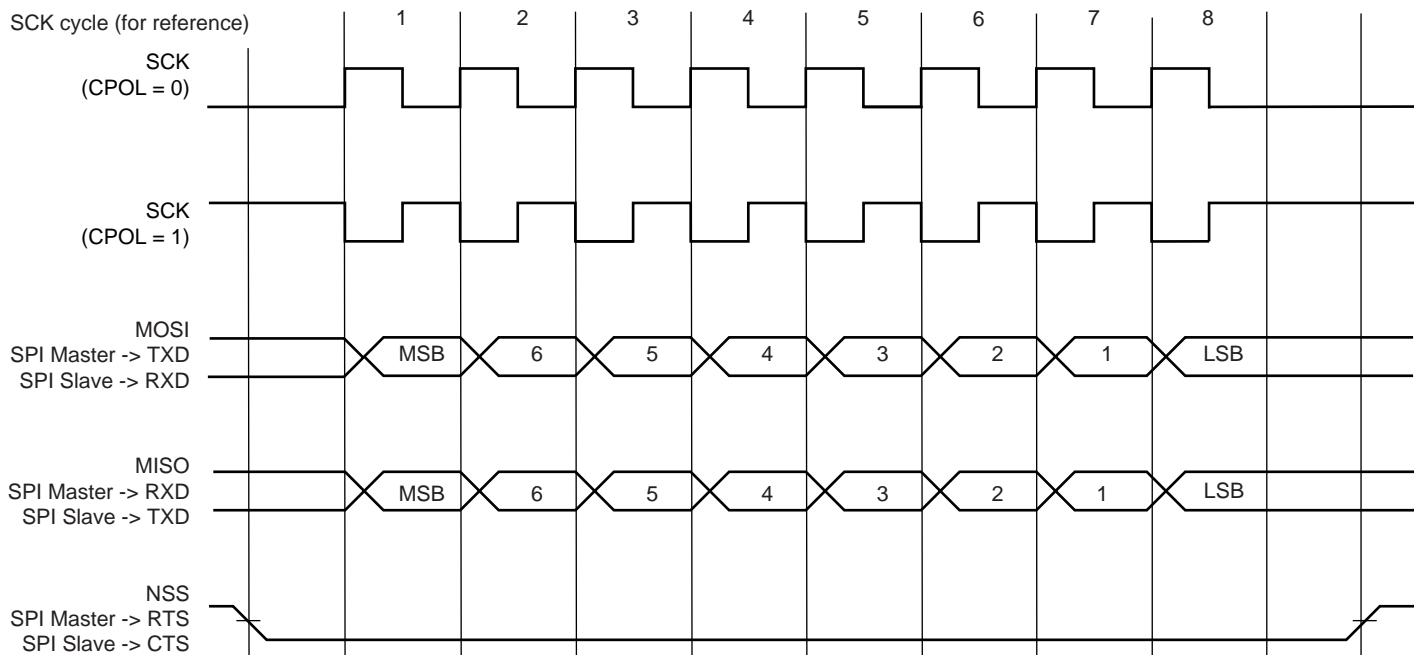 SCK cycle (for reference)
1 2 3 4 5 6 7 8
SCK
(CPOL = 0)
SCK
(CPOL = 1)
MOSI
SPI Master -> TXD
SPI Slave -> RXD
MSB 6 5 4 3 2 1 LSB
MISO
SPI Master -> RXD
SPI Slave -> TXD
MSB 6 5 4 3 2 1 LSB
NSS
SPI Master -> RTS
SPI Slave -> CTS